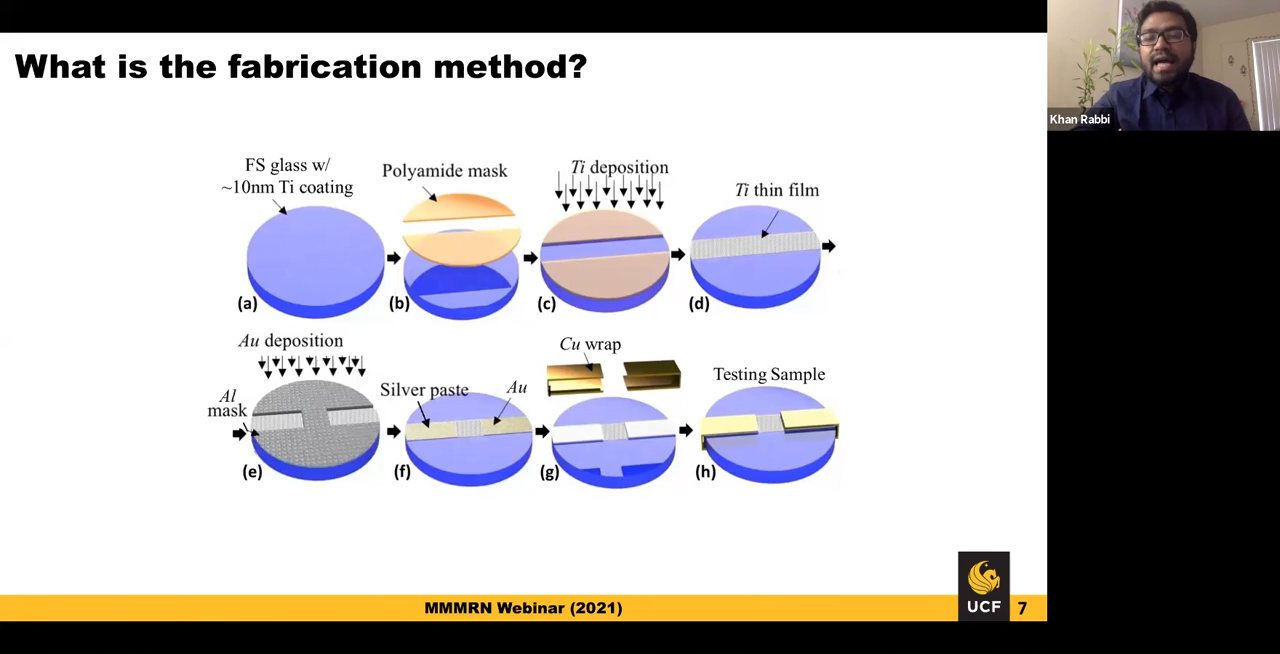 What is the fabrication method?
FS glass w/
~10nm Ti coating
Polyamide mask
Ti deposition
Ti thin film
(a)
(b)
(c)
(d)
Au deposition
Al
mask
Silver paste
Au
Cu wrap
Testing Sample
(e)
(f)
(g)
(h)
MMMRN Webinar (2021)
UCF
7
Khan Rabbi